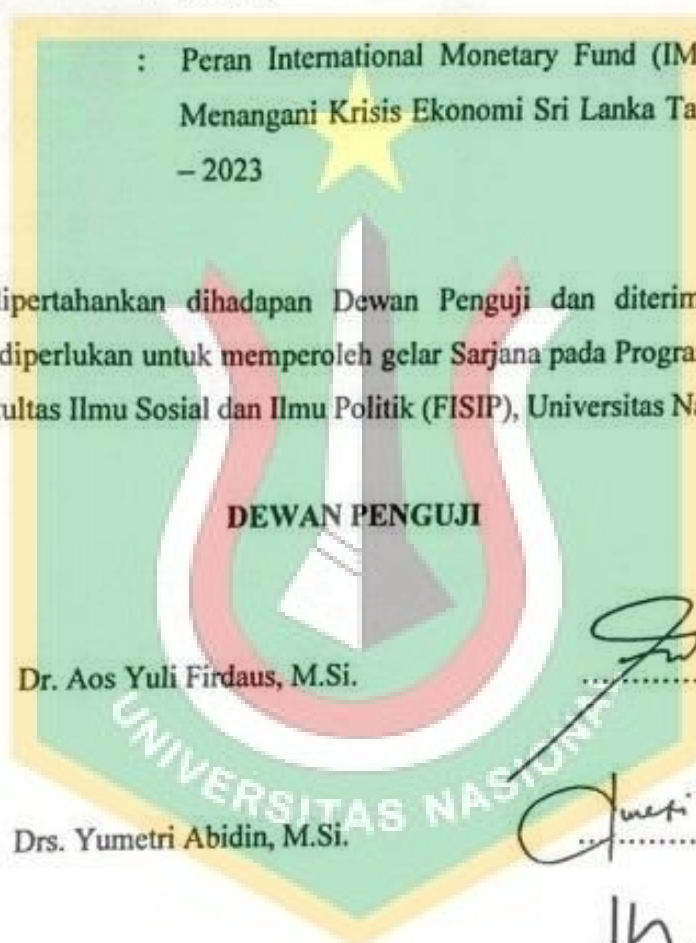 : Peran International Monetary Fund (IM
Menangani Krisis Ekonomi Sri Lanka Ta
– 2023
dipertahankan dihadapan Dewan Penguji dan diterim
diperlukan untuk memperoleh gelar Sarjana pada Progra
ultas Ilmu Sosial dan Ilmu Politik (FISIP), Universitas Na
DEWAN PENGUJI
Dr. Aos Yuli Firdaus, M.Si.
UNIVERSITAS NASIONAL
Drs. Yumetri Abidin, M.Si.